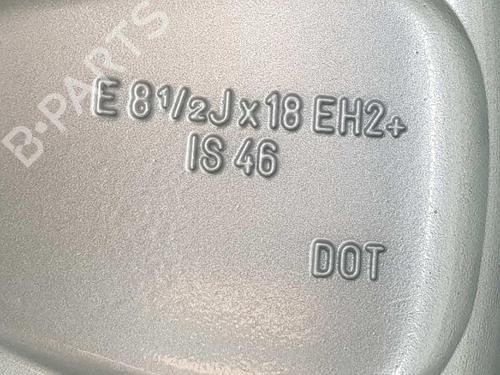 B-PARTS
E 8 1/2 J x 18 EH2+
IS 46
DOT